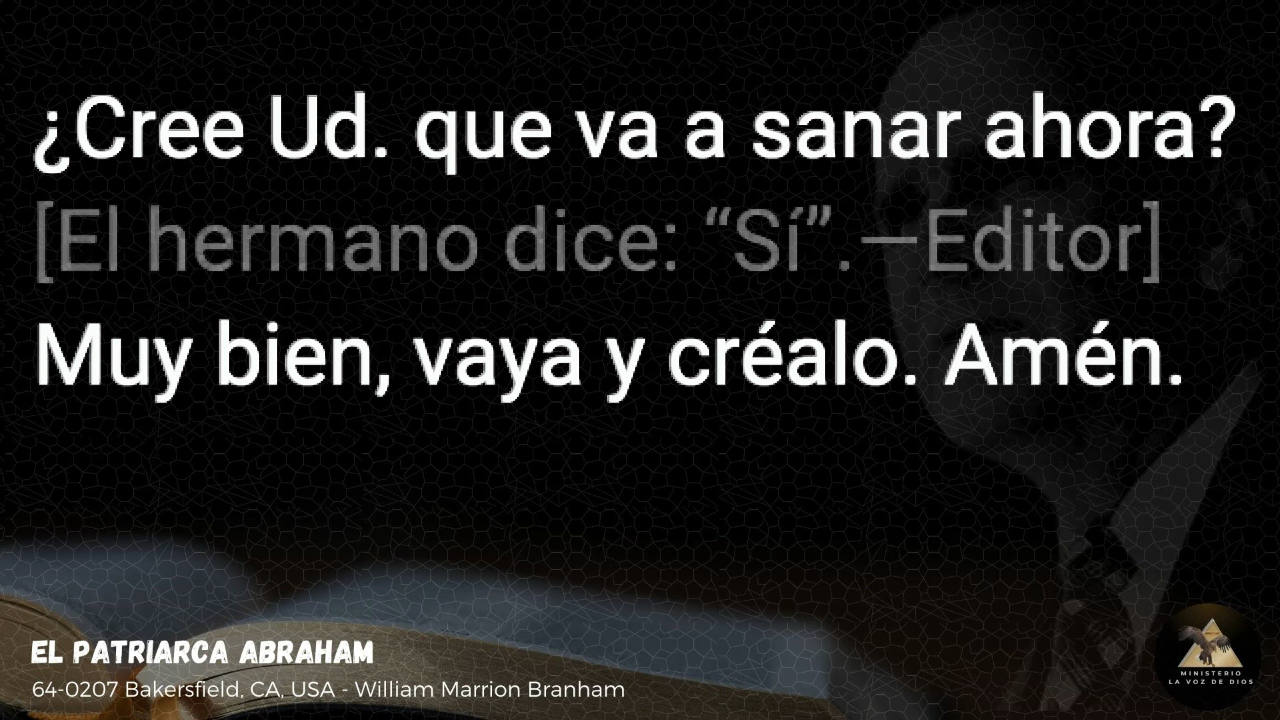 ¿Cree Ud. que va a sanar ahora?
[El hermano dice: “Sí”. —Editor]
Muy bien, vaya y créalo. Amén.
EL PATRIARCA ABRAHAM
64-0207 Bakersfield, CA, USA - William Marrion Branham
MINISTERIO
LA VOZ DE DIOS